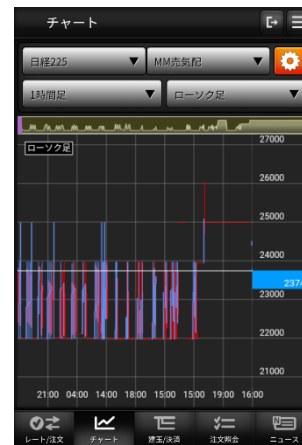 チャート
日経225 ▼
MM売気配 ▼
1時間足 ▼
ローソク足 ▼
ローソク足
27000
26000
25000
24000
2374
23000
22000
21000
21:00 04:00 14:00 18:00 15:00 15:00 19:00 16:00
レート/注文
チャート
建玉/決済
注文照会
ニュース